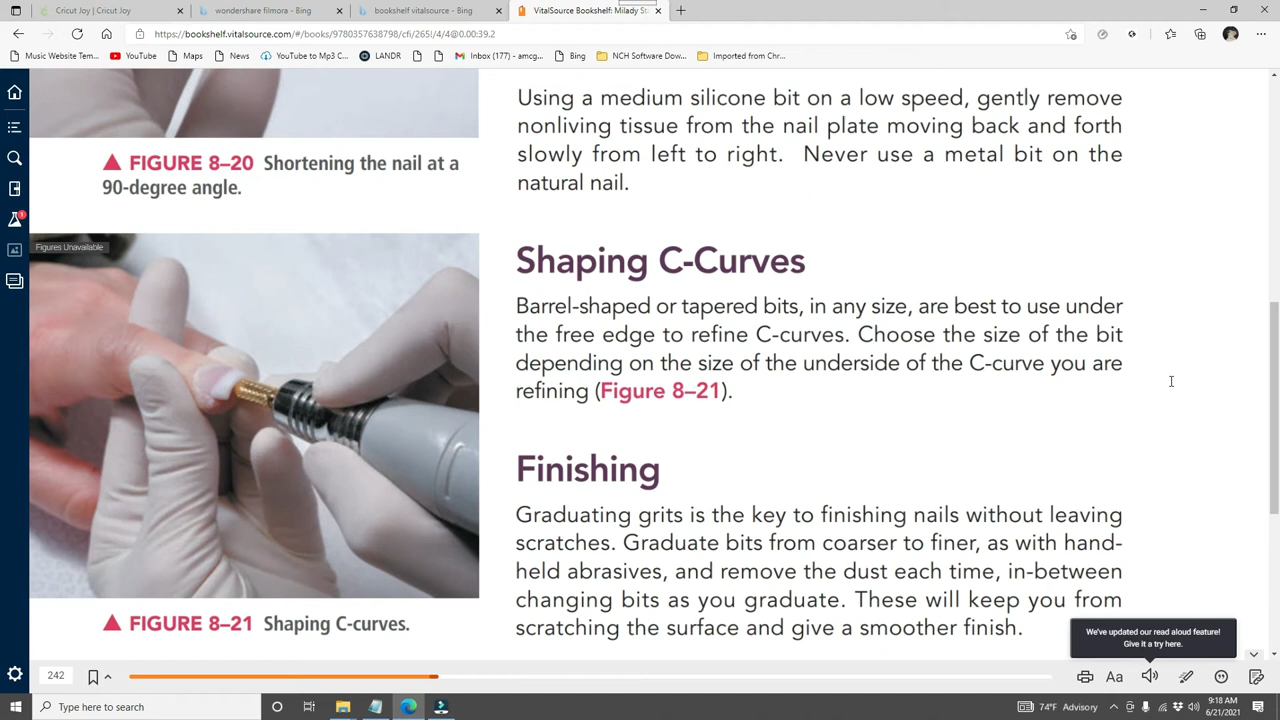 Cricut Joy | Cricut Joy
wondershare filmora - Bing
bookshelf vitalsource - Bing
VitalSource Bookshelf: Milady St
https://bookshelf.vitalsource.com/#/books/9780357638798/cfi/265!/4/4@0.00:39.2
Music Website Tem...
YouTube
Maps
News
YouTube to Mp3 C...
LANDR
Inbox (177) - amcg...
Bing
NCH Software Dow...
Imported from Chr...
▲ FIGURE 8–20 Shortening the nail at a
90-degree angle.
Figures Unavailable
▲ FIGURE 8–21 Shaping C-curves.
Using a medium silicone bit on a low speed, gently remove
nonliving tissue from the nail plate moving back and forth
slowly from left to right. Never use a metal bit on the
natural nail.
Shaping C-Curves
Barrel-shaped or tapered bits, in any size, are best to use under
the free edge to refine C-curves. Choose the size of the bit
depending on the size of the underside of the C-curve you are
refining (Figure 8–21).
Finishing
Graduating grits is the key to finishing nails without leaving
scratches. Graduate bits from coarser to finer, as with hand-
held abrasives, and remove the dust each time, in-between
changing bits as you graduate. These will keep you from
scratching the surface and give a smoother finish.
We've updated our read aloud feature!
Give it a try here.
1
242
Aa
Type here to search
74°F Advisory
9:18 AM
6/21/2021